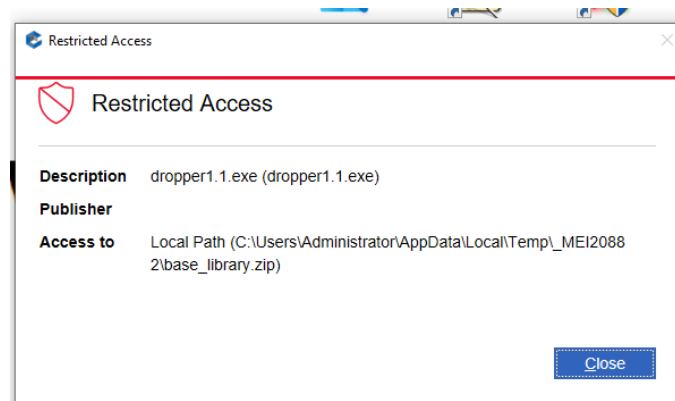 Restricted Access
Restricted Access
Description dropper1.1.exe (dropper1.1.exe)
Publisher
Access to Local Path (C:\Users\Administrator\AppData\Local\Temp\_MEI2088
2\base_library.zip)
Close